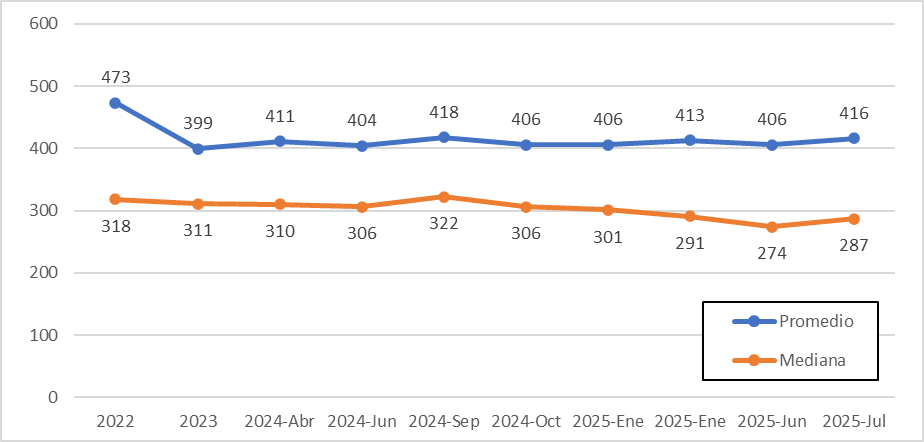 600
500
400
300
200
100
0
473 399 411 404 418 406 406 413 406 416
318 311 310 306 322 306 301 291 274 287
Promedio
Mediana
2022 2023 2024-Abr 2024-Jun 2024-Sep 2024-Oct 2025-Ene 2025-Ene 2025-Jun 2025-Jul